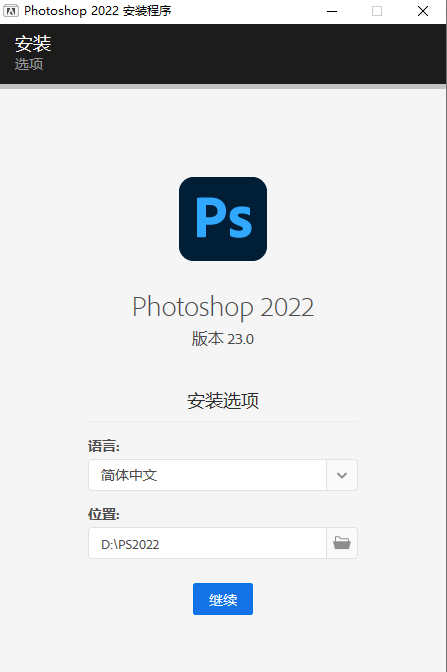 Photoshop 2022 安装程序
安装
选项
Ps
Photoshop 2022
版本 23.0
安装选项
语言:
简体中文
位置:
D:\PS2022
继续